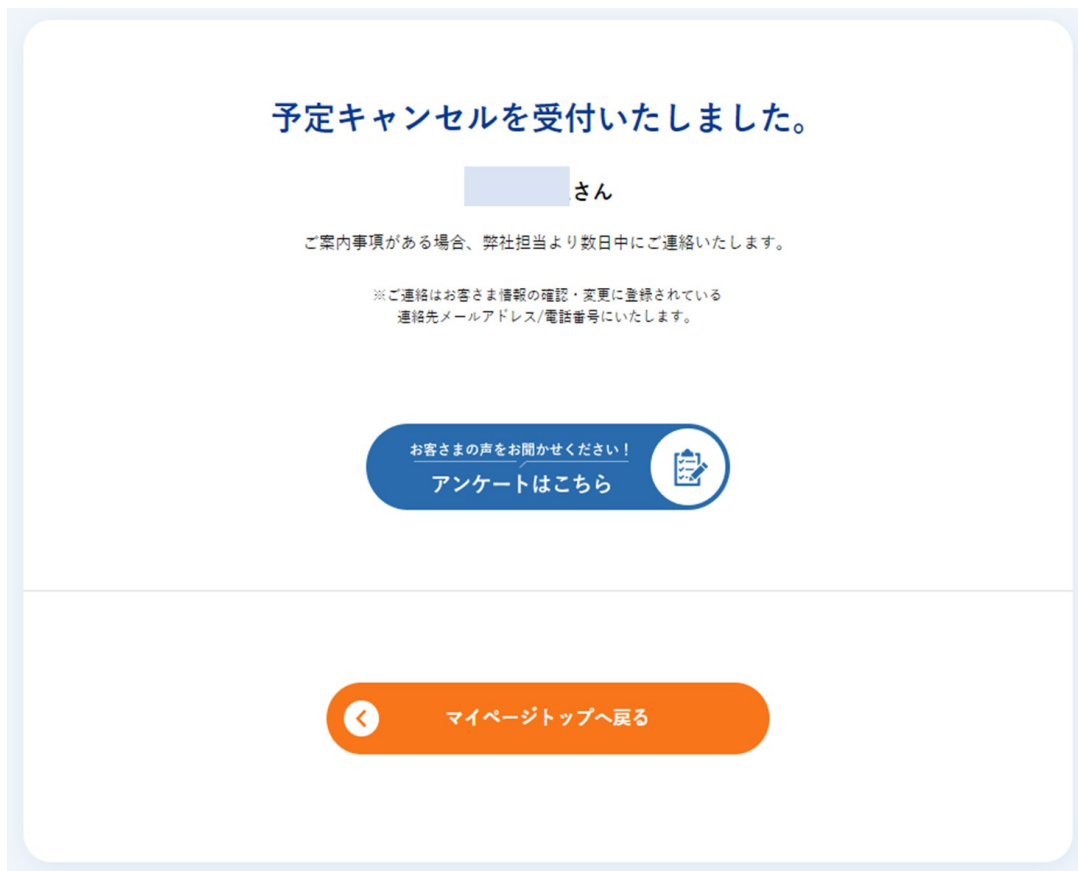 予定キャンセルを受付いたしました。
さん
ご案内事項がある場合、弊社担当より数日中にご連絡いたします。
※ご連絡はお客さま情報の確認・変更に登録されている
連絡先メールアドレス/電話番号にいたします。
お客さまの声をお聞かせください！
アンケートはこちら
マイページトップへ戻る